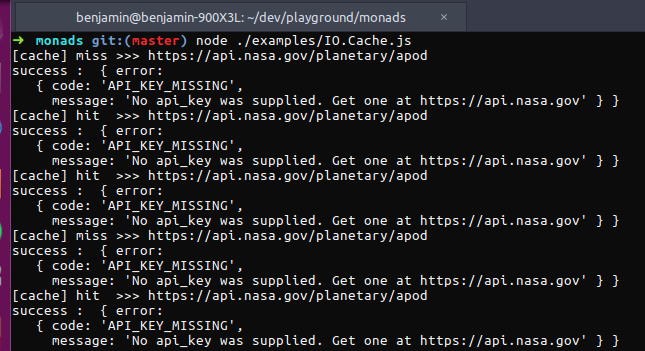 benjamin@benjamin-900X3L: ~/dev/playground/monads ×
➜ monads git:(master) node ./examples/IO.Cache.js
[cache] miss >>> https://api.nasa.gov/planetary/apod
success :  { error:
   { code: 'API_KEY_MISSING',
     message: 'No api_key was supplied. Get one at https://api.nasa.gov' } }
[cache] hit  >>> https://api.nasa.gov/planetary/apod
success :  { error:
   { code: 'API_KEY_MISSING',
     message: 'No api_key was supplied. Get one at https://api.nasa.gov' } }
[cache] hit  >>> https://api.nasa.gov/planetary/apod
success :  { error:
   { code: 'API_KEY_MISSING',
     message: 'No api_key was supplied. Get one at https://api.nasa.gov' } }
[cache] miss >>> https://api.nasa.gov/planetary/apod
success :  { error:
   { code: 'API_KEY_MISSING',
     message: 'No api_key was supplied. Get one at https://api.nasa.gov' } }
[cache] hit  >>> https://api.nasa.gov/planetary/apod
success :  { error:
   { code: 'API_KEY_MISSING',
     message: 'No api_key was supplied. Get one at https://api.nasa.gov' } }